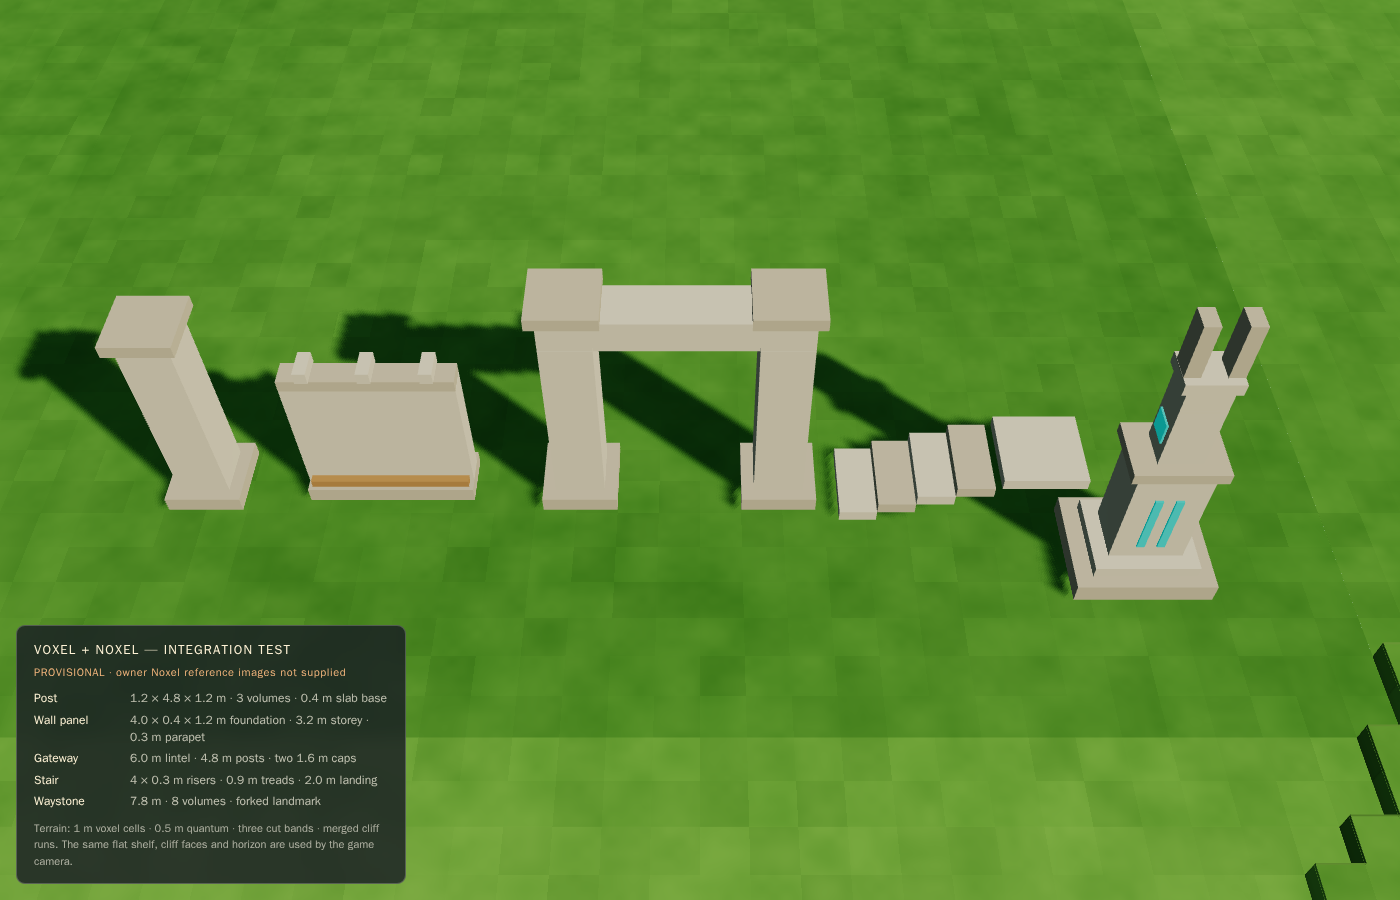 VOXEL + NOXEL — INTEGRATION TEST
PROVISIONAL · owner Noxel reference images not supplied
Post 1.2 × 4.8 × 1.2 m · 3 volumes · 0.4 m slab base
Wall panel 4.0 × 0.4 × 1.2 m foundation · 3.2 m storey ·
0.3 m parapet
Gateway 6.0 m lintel · 4.8 m posts · two 1.6 m caps
Stair 4 × 0.3 m risers · 0.9 m treads · 2.0 m landing
Waystone 7.8 m · 8 volumes · forked landmark
Terrain: 1 m voxel cells · 0.5 m quantum · three cut bands · merged cliff
runs. The same flat shelf, cliff faces and horizon are used by the game
camera.